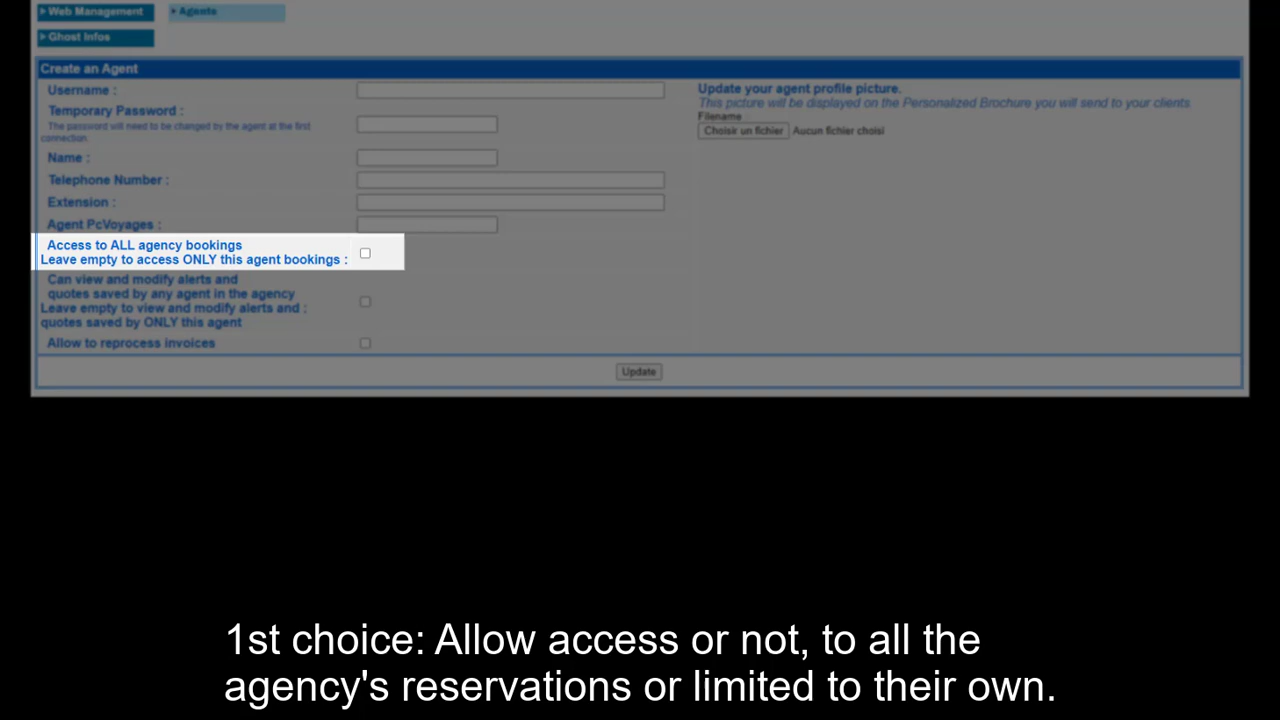 Web Management
Agents
Ghost Infos
Create an Agent
Username :
Temporary Password :
The password will need to be changed by the agent at the first
connection.
Name :
Telephone Number :
Extension :
Agent PcVoyages :
Access to ALL agency bookings
Leave empty to access ONLY this agent bookings :
Can view and modify alerts and
quotes saved by any agent in the agency
Leave empty to view and modify alerts and :
quotes saved by ONLY this agent
Allow to reprocess invoices
Update your agent profile picture.
This picture will be displayed on the Personalized Brochure you will send to your clients
Filename :
Choisir un fichier Aucun fichier choisi
Update
1st choice: Allow access or not, to all the
agency's reservations or limited to their own.